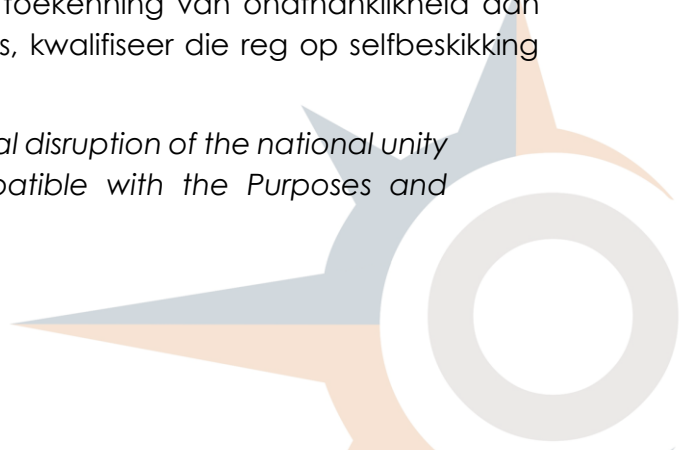 toekenning van onafhanklikheid aan
s, kwalifiseer die reg op selfbeskikking
al disruption of the national unity
patible with the Purposes and